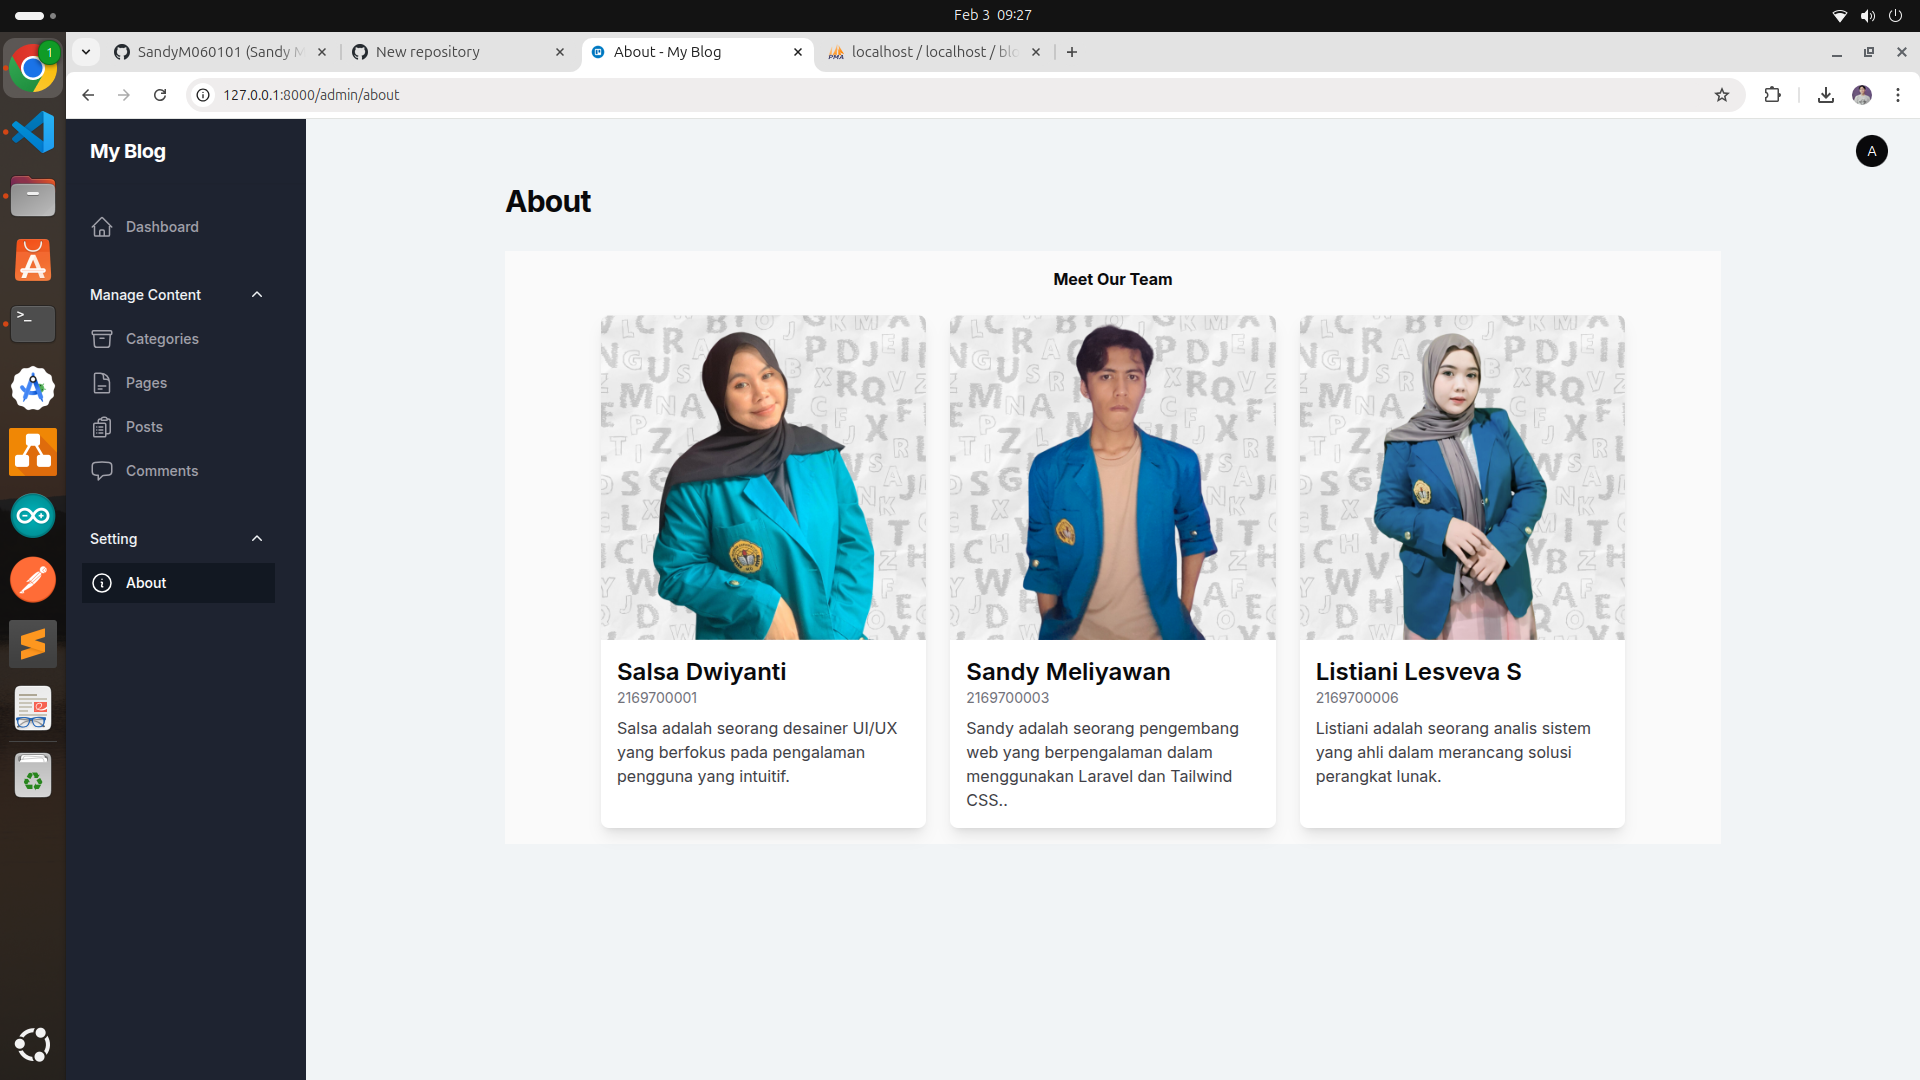 Feb 3 09:27
SandyM060101 (Sandy M
New repository
About - My Blog
localhost / localhost / blo
127.0.0.1:8000/admin/about
1
>_
PMA
My Blog
A
Dashboard
Manage Content
Categories
Pages
Posts
Comments
Setting
About
About
Meet Our Team
Salsa Dwiyanti
2169700001
Salsa adalah seorang desainer UI/UX
yang berfokus pada pengalaman
pengguna yang intuitif.
Sandy Meliyawan
2169700003
Sandy adalah seorang pengembang
web yang berpengalaman dalam
menggunakan Laravel dan Tailwind
CSS..
Listiani Lesveva S
2169700006
Listiani adalah seorang analis sistem
yang ahli dalam merancang solusi
perangkat lunak.